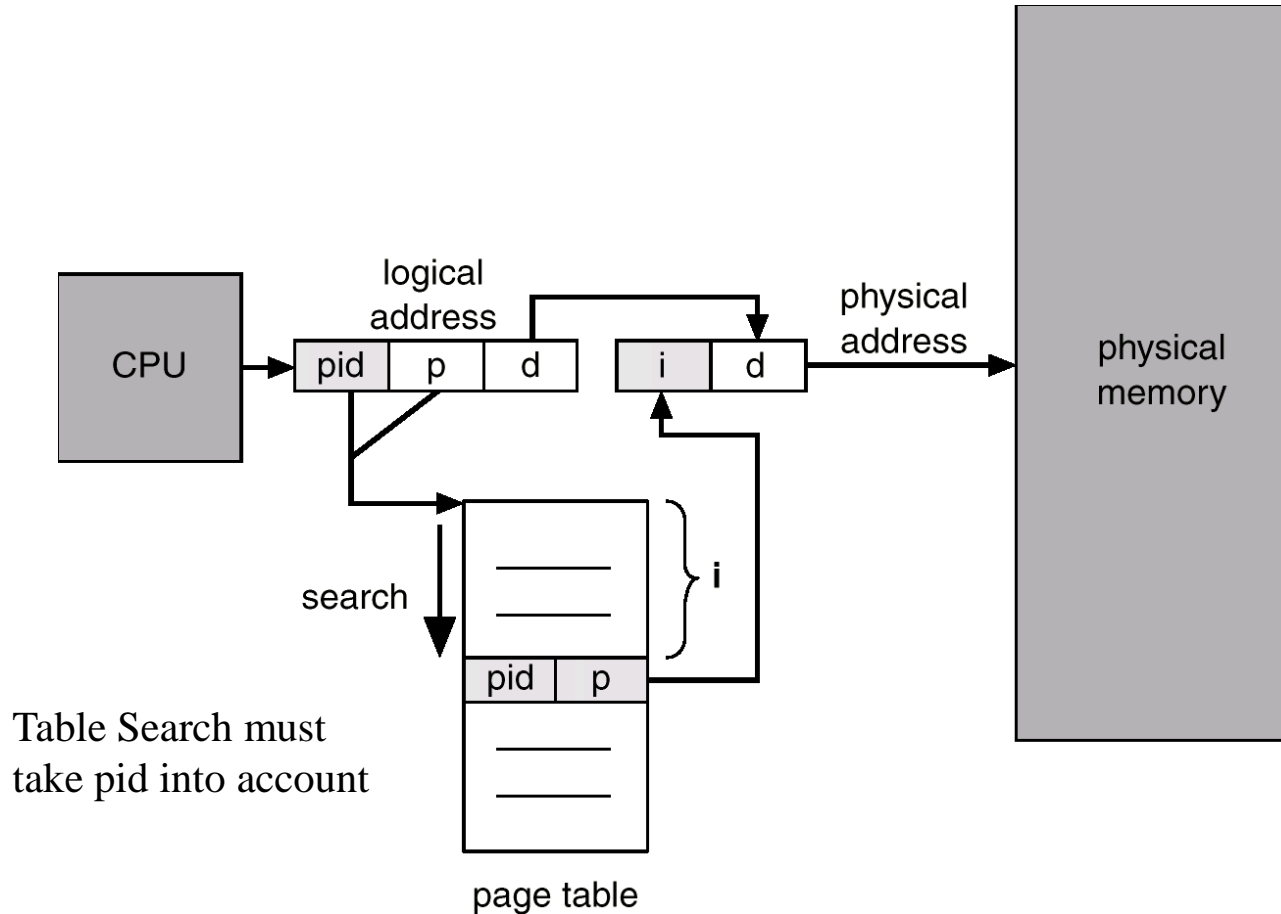 logical
address
physical
address
CPU
pid p d
i d
physical
memory
search
i
pid p
Table Search must
take pid into account
page table